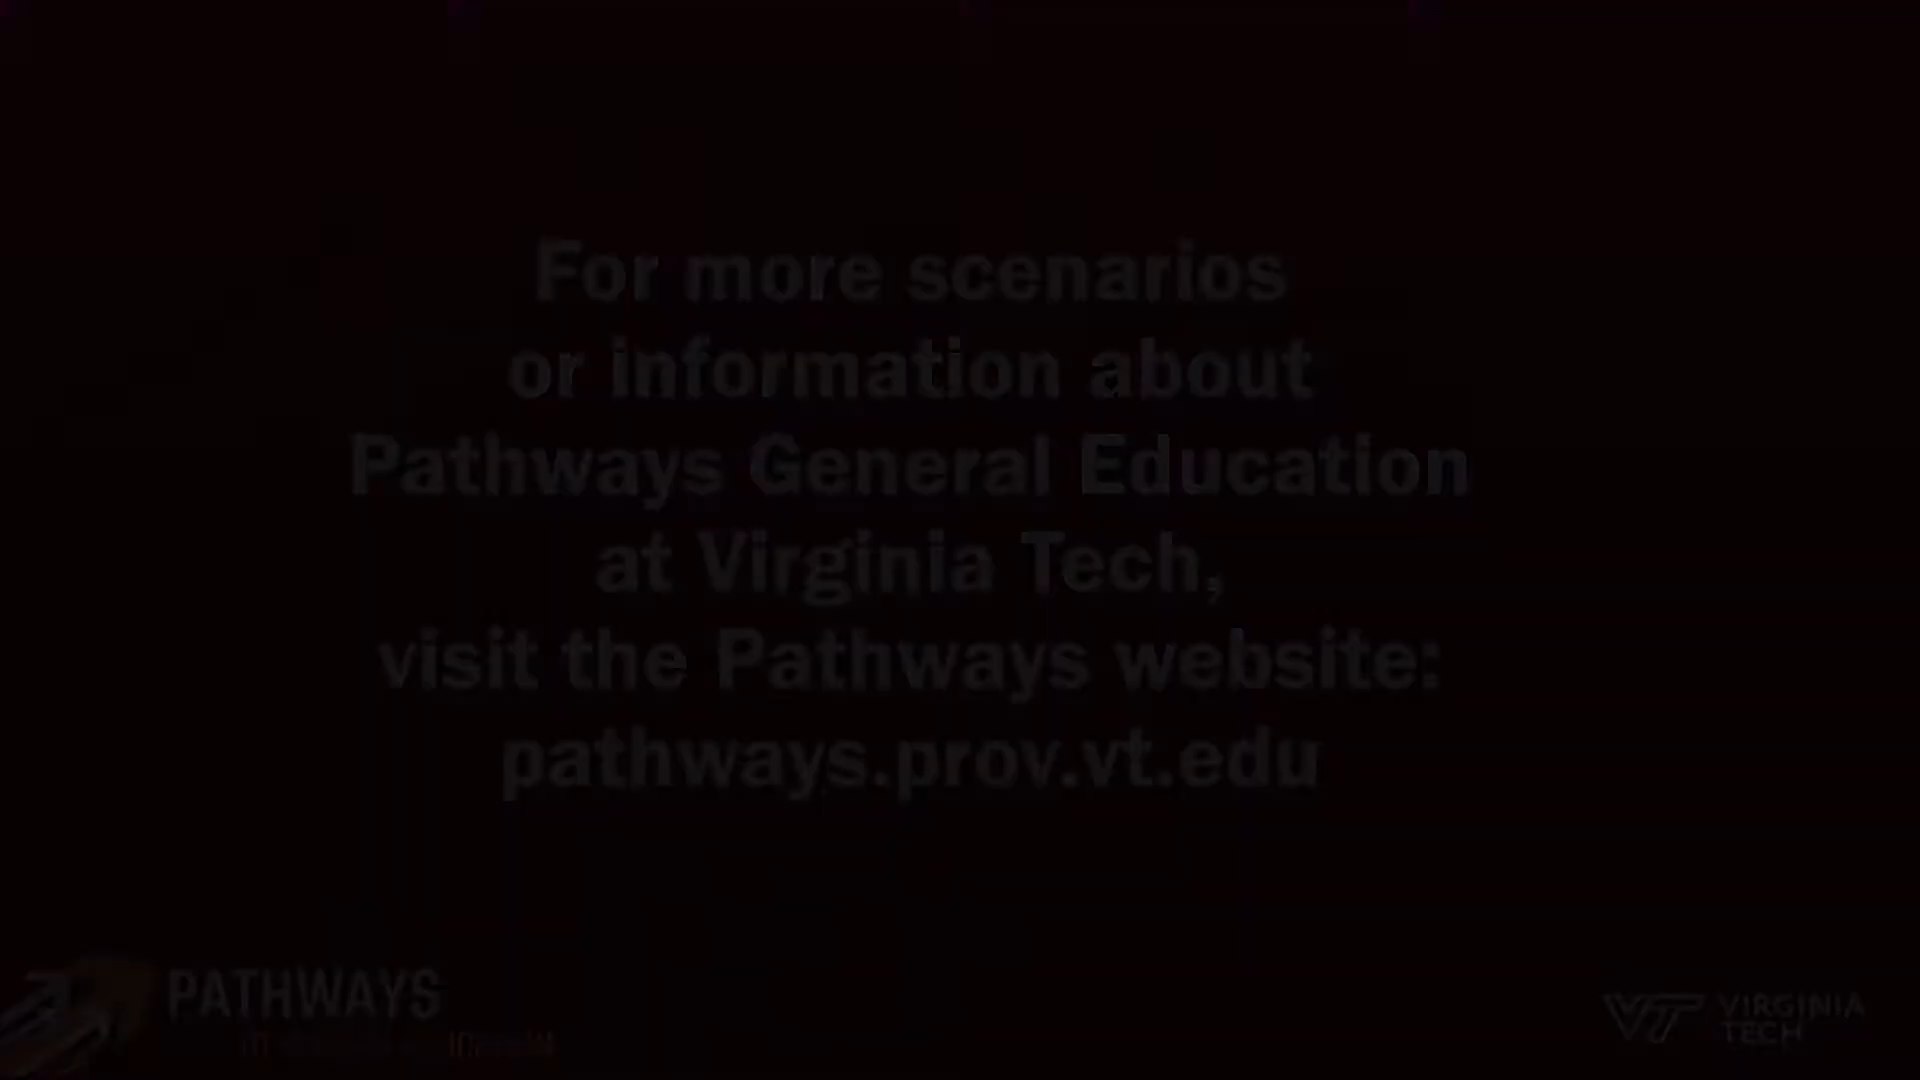 For more scenarios
or information about
Pathways General Education
at Virginia Tech,
visit the Pathways website:
pathways.prov.vt.edu
PATHWAYS
VT VIRGINIA
TECH